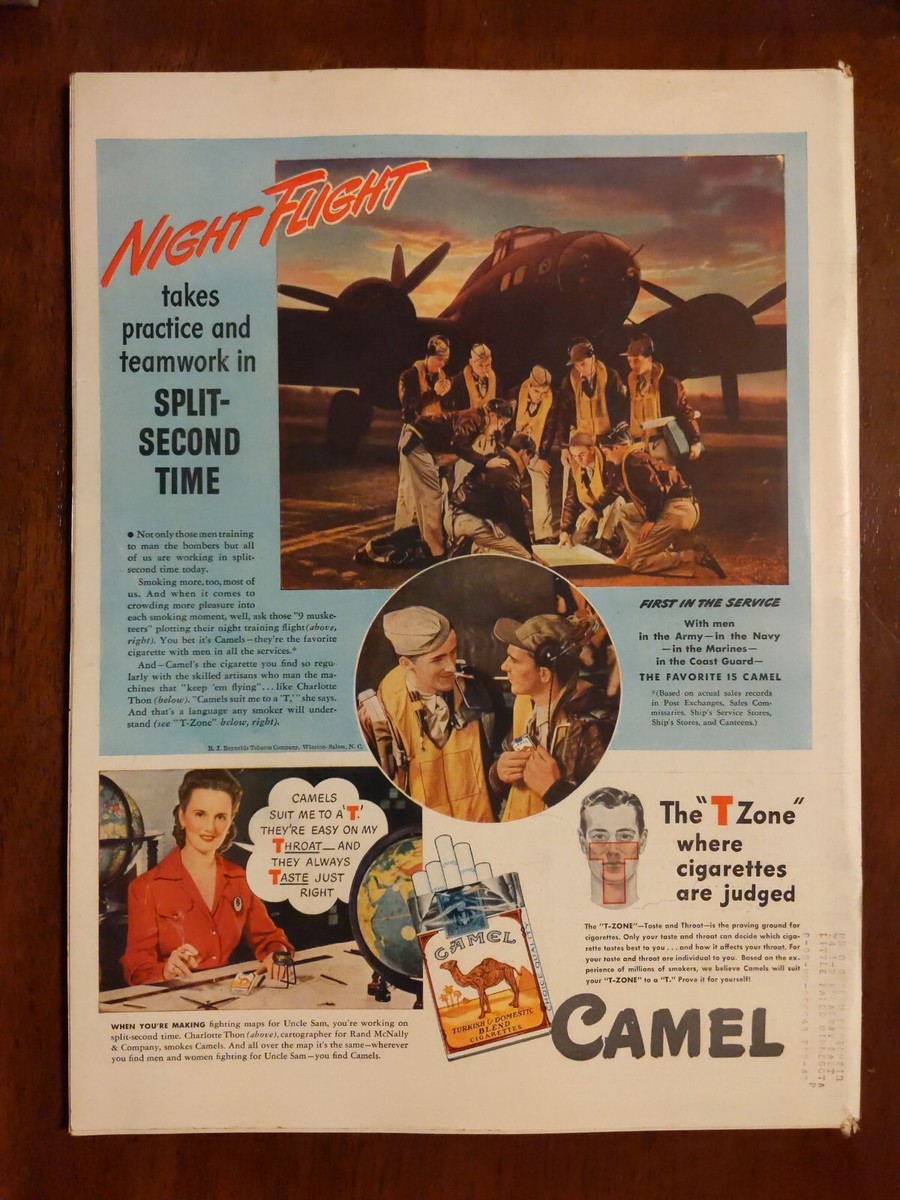 NIGHT FLIGHT
takes
practice and
teamwork in
SPLIT-
SECOND
TIME
● Not only those men training
to man the bombers but all
of us are working in split-
second time today.
Smoking more, too, most of
us. And when it comes to
crowding more pleasure into
each smoking moment, well, ask those "9 muske-
teers" plotting their night training flight (above,
right). You bet it's Camels—they're the favorite
cigarette with men in all the services.*
And—Camel's the cigarette you find so regu-
larly with the skilled artisans who man the ma-
chines that "keep 'em flying"... like Charlotte
Thon (below). "Camels suit me to a 'T,'" she says.
And that's a language any smoker will under-
stand (see "T-Zone" below, right).
R. J. Reynolds Tobacco Company, Winston-Salem, N. C.
FIRST IN THE SERVICE
With men
in the Army—in the Navy
—in the Marines—
in the Coast Guard—
THE FAVORITE IS CAMEL
*(Based on actual sales records
in Post Exchanges, Sales Com-
missaries, Ship's Service Stores,
Ship's Stores, and Canteens.)
CAMELS
SUIT ME TO A 'T.'
THEY'RE EASY ON MY
THROAT—AND
THEY ALWAYS
TASTE JUST
RIGHT
WHEN YOU'RE MAKING fighting maps for Uncle Sam, you're working on
split-second time. Charlotte Thon (above), cartographer for Rand McNally
& Company, smokes Camels. And all over the map it's the same—wherever
you find men and women fighting for Uncle Sam—you find Camels.
CAMEL
TURKISH & DOMESTIC
BLEND
CIGARETTES
The "T Zone"
where
cigarettes
are judged
The "T-ZONE"—Taste and Throat—is the proving ground for
cigarettes. Only your taste and throat can decide which ciga-
rette tastes best to you ... and how it affects your throat. For
your taste and throat are individual to you. Based on the ex-
perience of millions of smokers, we believe Camels will suit
your "T-ZONE" to a "T." Prove it for yourself!
CAMEL